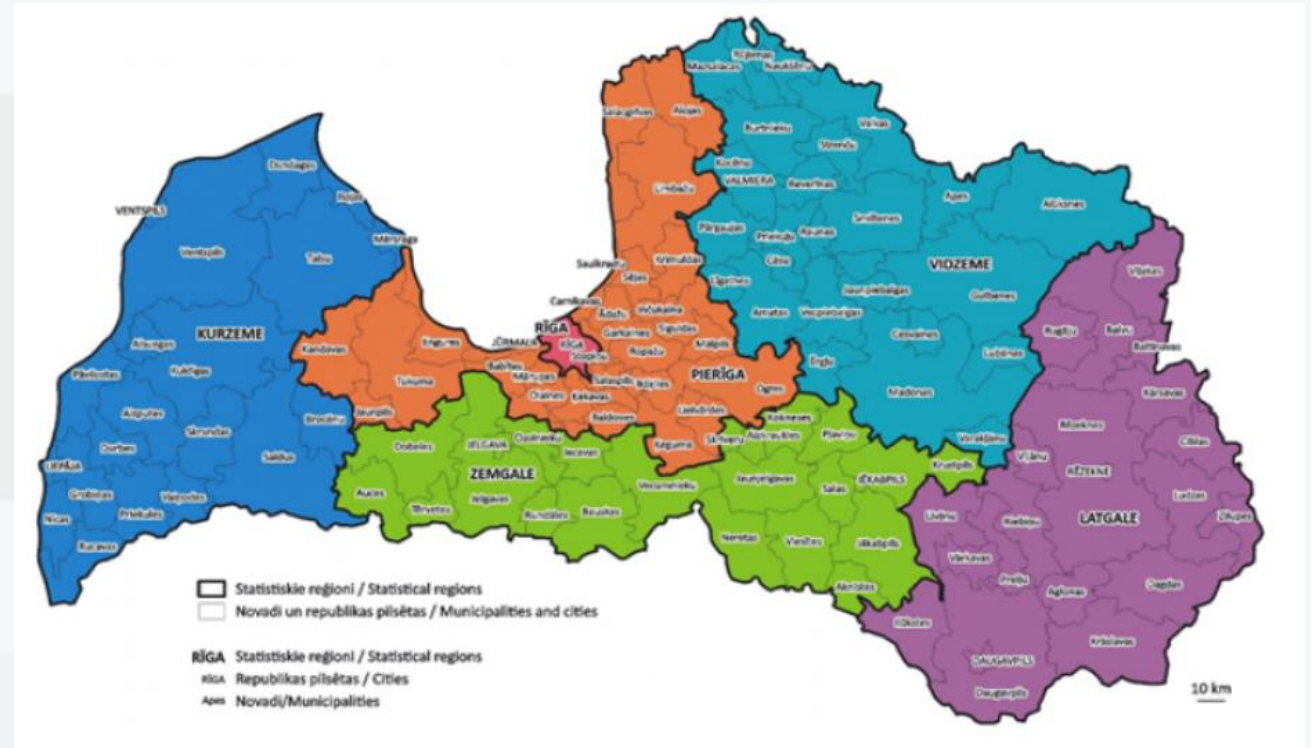 Rūjienas
Mazsalacas
Naukšēnu
Salacgrīvas
Alojas
Burtnieku
Valkas
Strenču
Dundagas
Kocēnu
VALMIERA
Beverīnas
Limbažu
Apes
Alūksnes
Rojas
VENTSPILS
Mērsraga
Pārgaujas
Priekuļu
Raunas
Smiltenes
Ventspils
Talsu
Cēsu
VIDZEME
Saulkrastu
Krimuldas
Sējas
Līgatnes
Jaunpiebalgas
Gulbenes
Viļakas
Carnikavas
Ādažu
Inčukalna
Amatas
Vecpiebalgas
RĪGA
Garkalnes
Siguldas
Cesvaines
Rugāju
Balvu
Baltinavas
KURZEME
Alsungas
Kandavas
Engures
JŪRMALA
RĪGA
Stopiņu
Ropažu
Mālpils
Lubānas
Kuldīgas
Pāvilostas
Tukuma
Babītes
Mārupes
Salaspils
Ikšķiles
PIERĪGA
Ogres
Ērgļu
Madonas
Kārsavas
Aizputes
Jaunpils
Olaines
Ķekavas
Baldones
Lielvārdes
Brocēnu
Skrundas
Kokneses
Rēzeknes
Durbes
Dobeles
JELGAVA
Ozolnieku
Iecavas
Ķeguma
Skrīveru
Aizkraukles
Pļaviņu
Varakļānu
Ciblas
Saldus
Viļānu
LIEPĀJA
ZEMGALE
Krustpils
RĒZEKNE
Grobiņas
Vaiņodes
Auces
Jelgavas
Vecumnieku
Jaunjelgavas
Salas
JĒKABPILS
Ludzas
Nīcas
Priekules
Tērvetes
Rundāles
Bauskas
Līvānu
Riebiņu
LATGALE
Zilupes
Rucavas
Neretas
Viesītes
Jēkabpils
Vārkavas
Preiļu
Aglonas
Dagdas
Aknīstes
Ilūkstes
Krāslavas
DAUGAVPILS
Daugavpils
Statistiskie reģioni / Statistical regions
Novadi un republikas pilsētas / Municipalities and cities
RĪGA Statistiskie reģioni / Statistical regions
RĪGA Republikas pilsētas / Cities
Apes Novadi/Municipalities
10 km